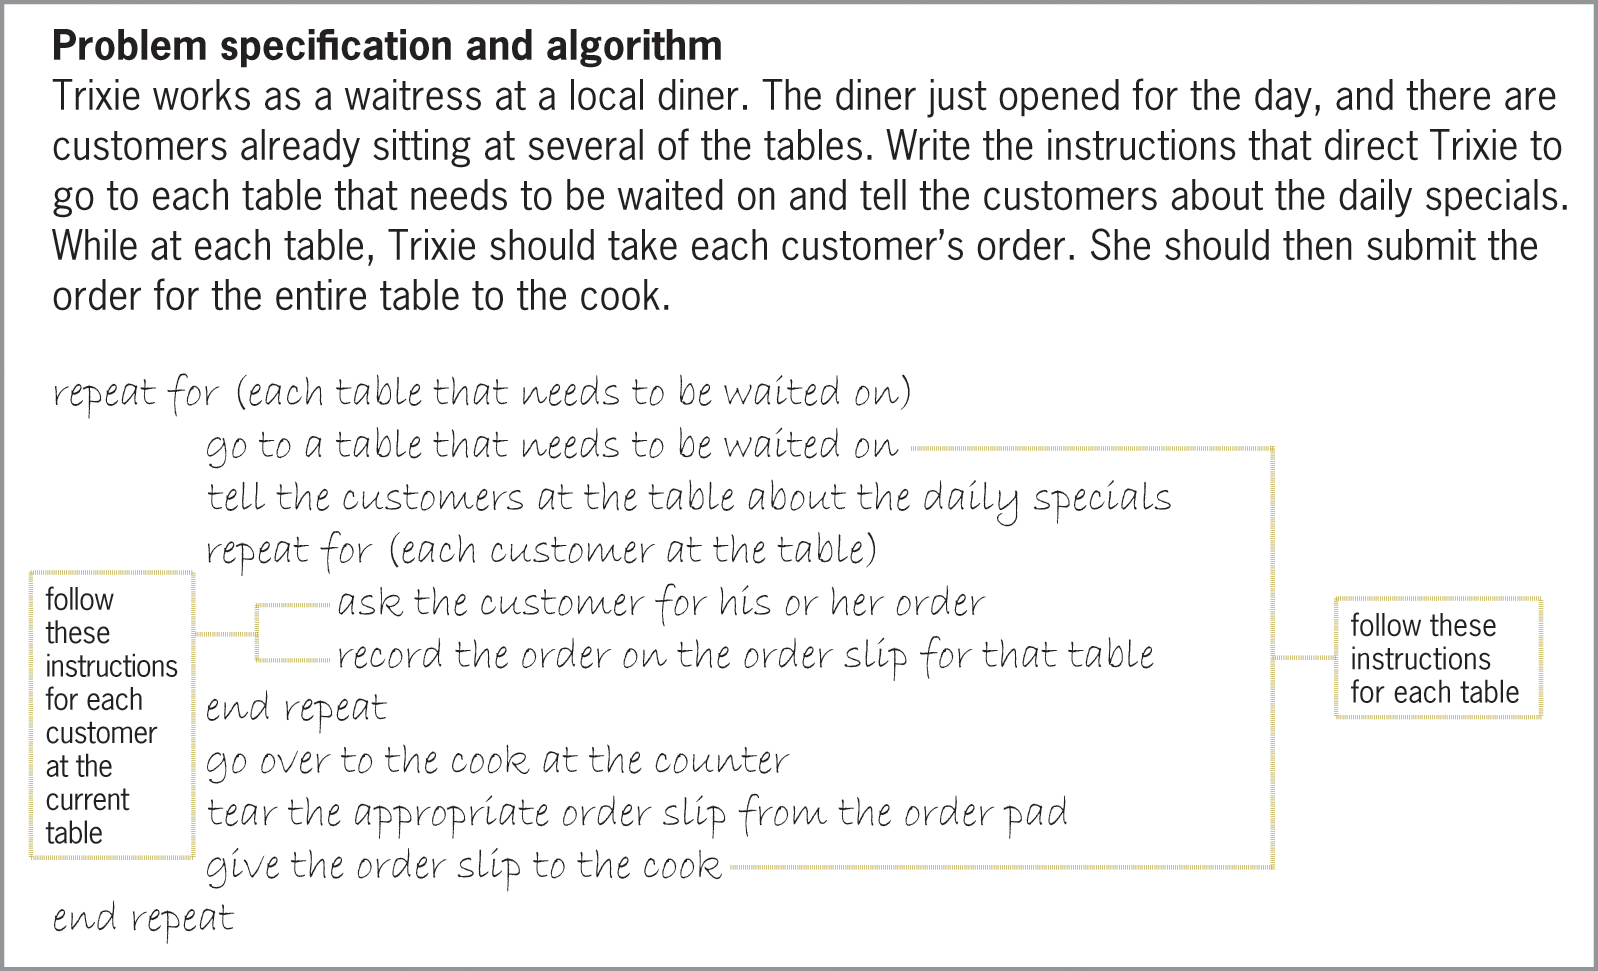 Problem specification and algorithm
Trixie works as a waitress at a local diner. The diner just opened for the day, and there are
customers already sitting at several of the tables. Write the instructions that direct Trixie to
go to each table that needs to be waited on and tell the customers about the daily specials.
While at each table, Trixie should take each customer’s order. She should then submit the
order for the entire table to the cook.
repeat for (each table that needs to be waited on)
go to a table that needs to be waited on
tell the customers at the table about the daily specials
repeat for (each customer at the table)
ask the customer for his or her order
record the order on the order slip for that table
end repeat
go over to the cook at the counter
tear the appropriate order slip from the order pad
give the order slip to the cook
end repeat
follow
these
instructions
for each
customer
at the
current
table
follow these
instructions
for each table